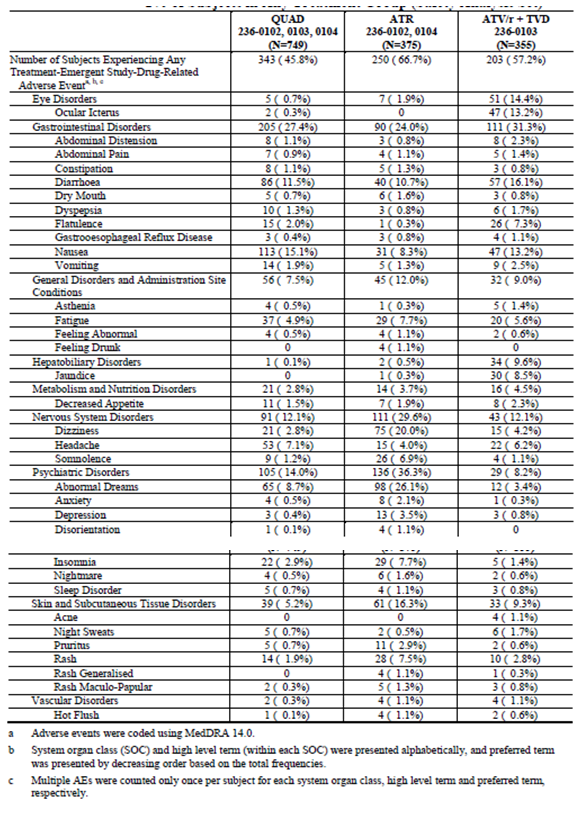 in Any Treatment Group (Safety Analysis Set)
QUAD
236-0102, 0103, 0104
(N=749)
ATR
236-0102, 0104
(N=375)
ATV/r + TVD
236-0103
(N=355)
Number of Subjects Experiencing Any Treatment-Emergent Study-Drug-Related Adverse Event a, b, c 343 (45.8%) 250 (66.7%) 203 (57.2%)
Eye Disorders 5 ( 0.7%) 7 ( 1.9%) 51 (14.4%)
Ocular Icterus 2 ( 0.3%) 0 47 (13.2%)
Gastrointestinal Disorders 205 (27.4%) 90 (24.0%) 111 (31.3%)
Abdominal Distension 8 ( 1.1%) 3 ( 0.8%) 8 ( 2.3%)
Abdominal Pain 7 ( 0.9%) 4 ( 1.1%) 5 ( 1.4%)
Constipation 8 ( 1.1%) 5 ( 1.3%) 3 ( 0.8%)
Diarrhoea 86 (11.5%) 40 (10.7%) 57 (16.1%)
Dry Mouth 5 ( 0.7%) 6 ( 1.6%) 3 ( 0.8%)
Dyspepsia 10 ( 1.3%) 3 ( 0.8%) 6 ( 1.7%)
Flatulence 15 ( 2.0%) 1 ( 0.3%) 26 ( 7.3%)
Gastrooesophageal Reflux Disease 3 ( 0.4%) 3 ( 0.8%) 4 ( 1.1%)
Nausea 113 (15.1%) 31 ( 8.3%) 47 (13.2%)
Vomiting 14 ( 1.9%) 5 ( 1.3%) 9 ( 2.5%)
General Disorders and Administration Site Conditions 56 ( 7.5%) 45 (12.0%) 32 ( 9.0%)
Asthenia 4 ( 0.5%) 1 ( 0.3%) 5 ( 1.4%)
Fatigue 37 ( 4.9%) 29 ( 7.7%) 20 ( 5.6%)
Feeling Abnormal 4 ( 0.5%) 4 ( 1.1%) 2 ( 0.6%)
Feeling Drunk 0 4 ( 1.1%) 0
Hepatobiliary Disorders 1 ( 0.1%) 2 ( 0.5%) 34 ( 9.6%)
Jaundice 0 1 ( 0.3%) 30 ( 8.5%)
Metabolism and Nutrition Disorders 21 ( 2.8%) 14 ( 3.7%) 16 ( 4.5%)
Decreased Appetite 11 ( 1.5%) 7 ( 1.9%) 8 ( 2.3%)
Nervous System Disorders 91 (12.1%) 111 (29.6%) 43 (12.1%)
Dizziness 21 ( 2.8%) 75 (20.0%) 15 ( 4.2%)
Headache 53 ( 7.1%) 15 ( 4.0%) 22 ( 6.2%)
Somnolence 9 ( 1.2%) 26 ( 6.9%) 4 ( 1.1%)
Psychiatric Disorders 105 (14.0%) 136 (36.3%) 29 ( 8.2%)
Abnormal Dreams 65 ( 8.7%) 98 (26.1%) 12 ( 3.4%)
Anxiety 4 ( 0.5%) 8 ( 2.1%) 1 ( 0.3%)
Depression 3 ( 0.4%) 13 ( 3.5%) 3 ( 0.8%)
Disorientation 1 ( 0.1%) 4 ( 1.1%) 0
Insomnia 22 ( 2.9%) 29 ( 7.7%) 5 ( 1.4%)
Nightmare 4 ( 0.5%) 6 ( 1.6%) 2 ( 0.6%)
Sleep Disorder 5 ( 0.7%) 4 ( 1.1%) 3 ( 0.8%)
Skin and Subcutaneous Tissue Disorders 39 ( 5.2%) 61 (16.3%) 33 ( 9.3%)
Acne 0 0 4 ( 1.1%)
Night Sweats 5 ( 0.7%) 2 ( 0.5%) 6 ( 1.7%)
Pruritus 5 ( 0.7%) 11 ( 2.9%) 2 ( 0.6%)
Rash 14 ( 1.9%) 28 ( 7.5%) 10 ( 2.8%)
Rash Generalised 0 4 ( 1.1%) 1 ( 0.3%)
Rash Maculo-Papular 2 ( 0.3%) 5 ( 1.3%) 3 ( 0.8%)
Vascular Disorders 2 ( 0.3%) 4 ( 1.1%) 4 ( 1.1%)
Hot Flush 1 ( 0.1%) 4 ( 1.1%) 2 ( 0.6%)
a Adverse events were coded using MedDRA 14.0.
b System organ class (SOC) and high level term (within each SOC) were presented alphabetically, and preferred term
was presented by decreasing order based on the total frequencies.
c Multiple AEs were counted only once per subject for each system organ class, high level term and preferred term,
respectively.